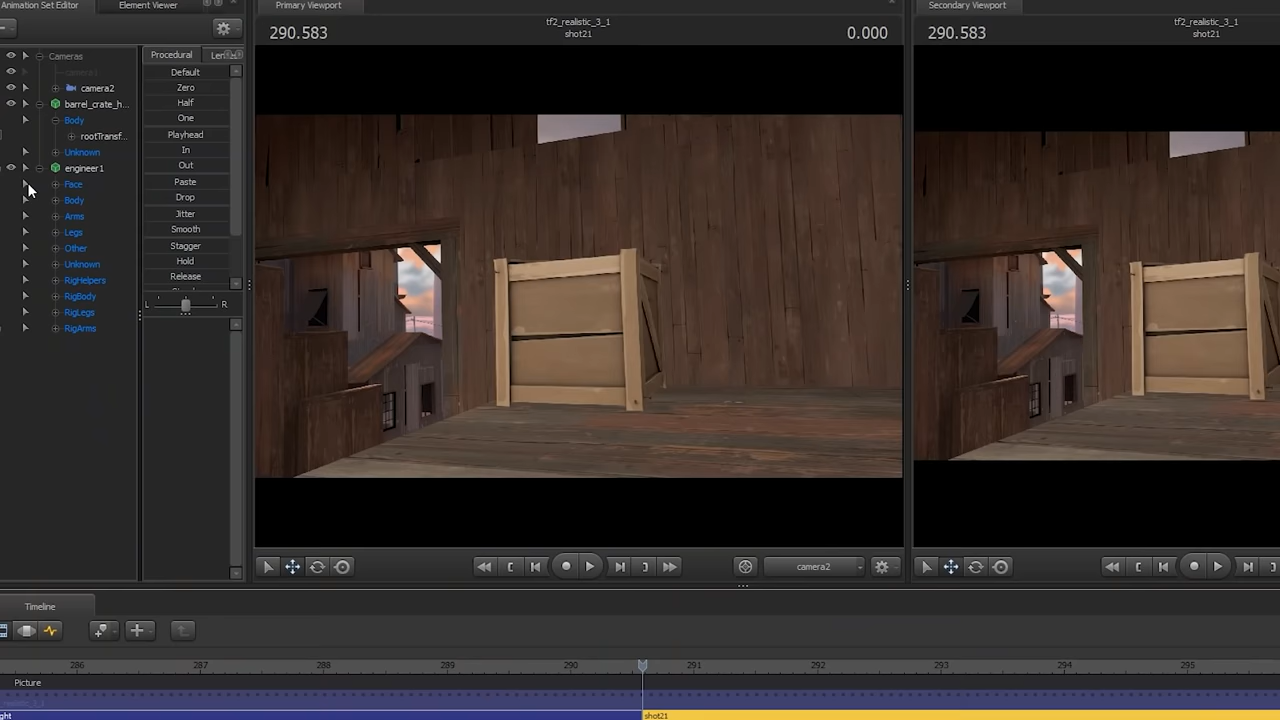 Animation Set Editor
Element Viewer
Primary Viewport
Secondary Viewport
290.583
tf2_realistic_3_1
shot21
0.000
290.583
tf2_realistic_3_1
shot21
Cameras
camera1
camera2
barrel_crate_h...
Body
rootTransf...
Unknown
engineer1
Face
Body
Arms
Legs
Other
Unknown
RigHelpers
RigBody
RigLegs
RigArms
Procedural
Default
Zero
Half
One
Playhead
In
Out
Paste
Drop
Jitter
Smooth
Stagger
Hold
Release
L
R
camera2
Timeline
286
287
288
289
290
291
292
293
294
295
Picture
shot21